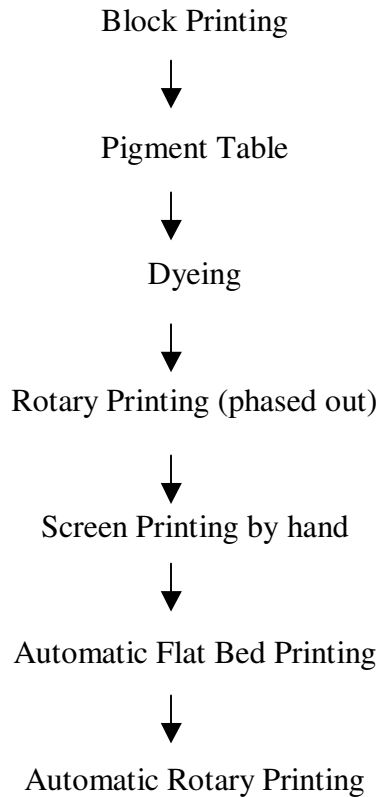 Block Printing
Pigment Table
Dyeing
Rotary Printing (phased out)
Screen Printing by hand
Automatic Flat Bed Printing
Automatic Rotary Printing